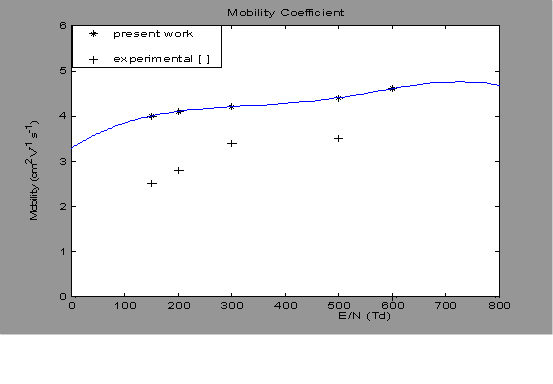 Mobility Coefficient
6
present work
experimental [ ]
5
4
3
2
1
0
Mobility (cm² V⁻¹ s⁻¹)
0 100 200 300 400 500 600 700 800
E/N (Td)